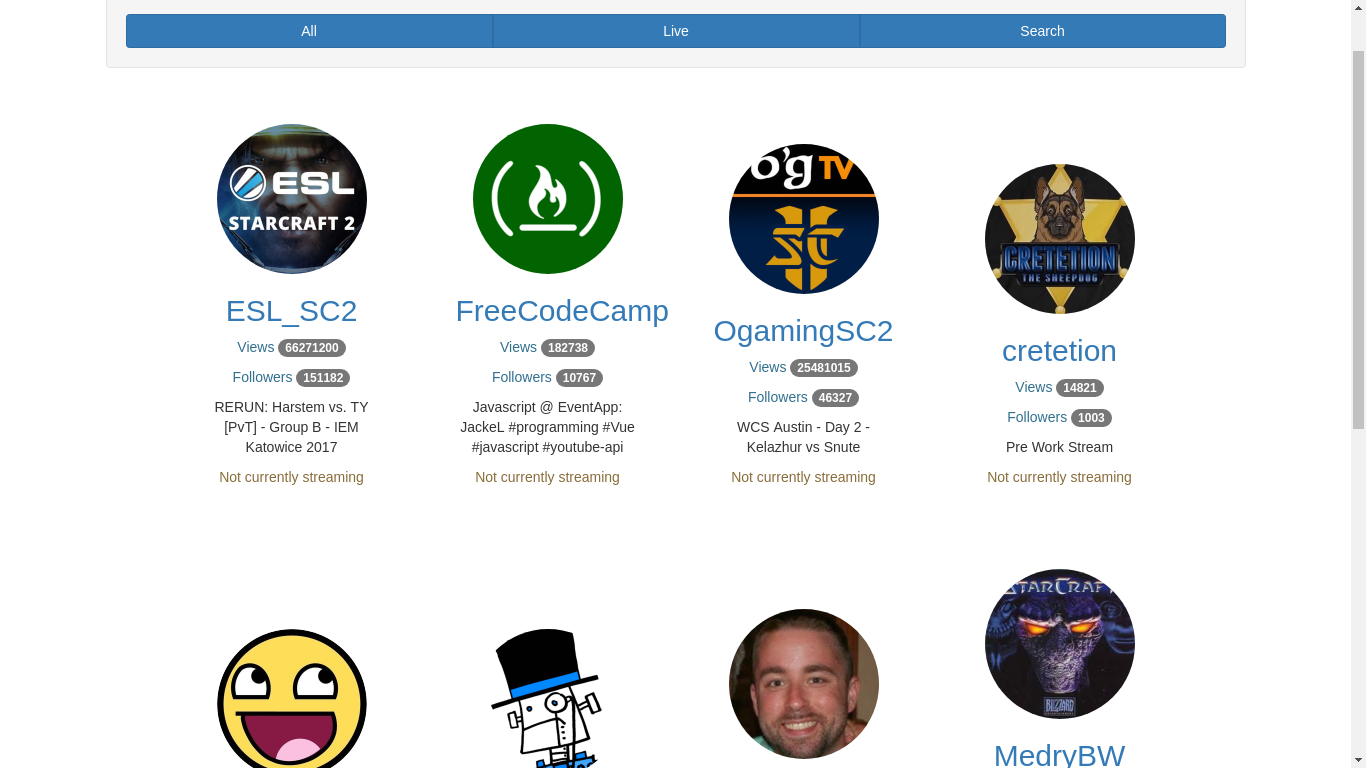 All
Live
Search
ESL
STARCRAFT 2
ESL_SC2
Views 66271200
Followers 151182
RERUN: Harstem vs. TY
[PvT] - Group B - IEM
Katowice 2017
Not currently streaming
FreeCodeCamp
Views 182738
Followers 10767
Javascript @ EventApp:
JackeL #programming #Vue
#javascript #youtube-api
Not currently streaming
o'g TV
SC
OgamingSC2
Views 25481015
Followers 46327
WCS Austin - Day 2 -
Kelazhur vs Snute
Not currently streaming
CRETETION
THE SHEEPDOG
cretetion
Views 14821
Followers 1003
Pre Work Stream
Not currently streaming
STARCRAFT
BLIZZARD
MedryBW